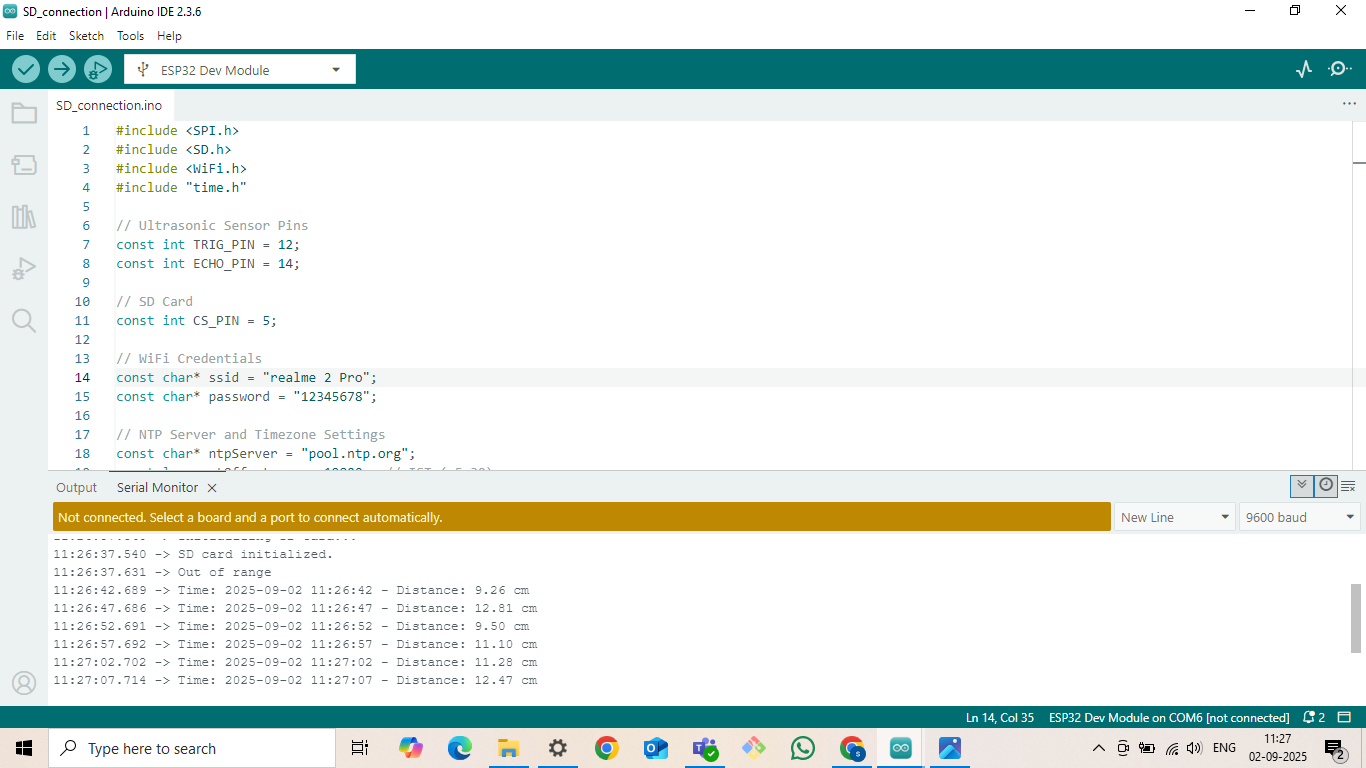 SD_connection | Arduino IDE 2.3.6
File Edit Sketch Tools Help
ESP32 Dev Module
SD_connection.ino
1 #include <SPI.h>
2 #include <SD.h>
3 #include <WiFi.h>
4 #include "time.h"
5
6 // Ultrasonic Sensor Pins
7 const int TRIG_PIN = 12;
8 const int ECHO_PIN = 14;
9
10 // SD Card
11 const int CS_PIN = 5;
12
13 // WiFi Credentials
14 const char* ssid = "realme 2 Pro";
15 const char* password = "12345678";
16
17 // NTP Server and Timezone Settings
18 const char* ntpServer = "pool.ntp.org";
Output Serial Monitor
Not connected. Select a board and a port to connect automatically.
New Line 9600 baud
11:26:37.540 -> SD card initialized.
11:26:37.631 -> Out of range
11:26:42.689 -> Time: 2025-09-02 11:26:42 - Distance: 9.26 cm
11:26:47.686 -> Time: 2025-09-02 11:26:47 - Distance: 12.81 cm
11:26:52.691 -> Time: 2025-09-02 11:26:52 - Distance: 9.50 cm
11:26:57.692 -> Time: 2025-09-02 11:26:57 - Distance: 11.10 cm
11:27:02.702 -> Time: 2025-09-02 11:27:02 - Distance: 11.28 cm
11:27:07.714 -> Time: 2025-09-02 11:27:07 - Distance: 12.47 cm
Ln 14, Col 35 ESP32 Dev Module on COM6 [not connected] 2
Type here to search
ENG
11:27
02-09-2025
2